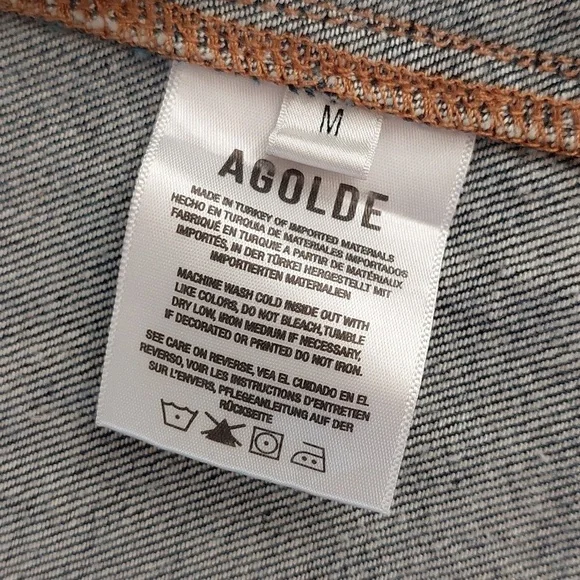 M
AGOLDE
MADE IN TURKEY OF IMPORTED MATERIALS
HECHO EN TURQUIA DE MATERIALES IMPORTADOS
FABRIQUÉ EN TURQUIE A PARTIR DE MATÉRIAUX
IMPORTÉS, IN DER TÜRKEI HERGESTELLT MIT
IMPORTIERTEN MATERIALIEN
MACHINE WASH COLD INSIDE OUT WITH
LIKE COLORS, DO NOT BLEACH,TUMBLE
DRY LOW, IRON MEDIUM IF NECESSARY,
IF DECORATED OR PRINTED DO NOT IRON.
SEE CARE ON REVERSE, VEA EL CUIDADO EN EL
REVERSO, VOIR LES INSTRUCTIONS D'ENTRETIEN
SUR L'ENVERS, PFLEGEANLEITUNG AUF DER
RÜCKSEITE